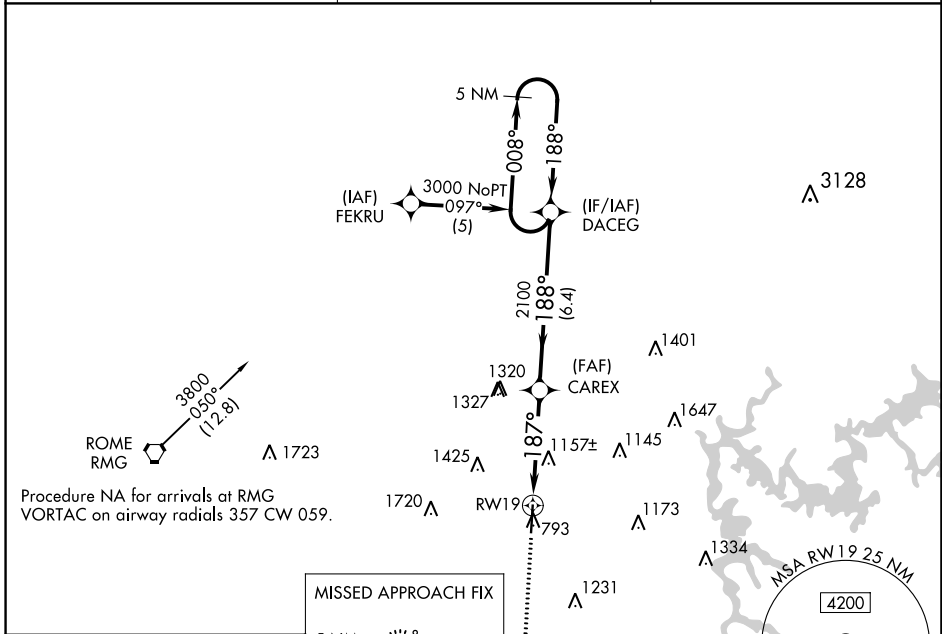 5 NM
008°
188°
3128
(IAF)
FEKRU
3000 NoPT
097°
(5)
(IF/IAF)
DACEG
2100
188°
(6.4)
1401
(FAF)
CAREX
1320
1327
3800
050°
(12.8)
1647
187°
ROME
RMG
1723
1425
1157±
1145
Procedure NA for arrivals at RMG
VORTAC on airway radials 357 CW 059.
1720
RW19
793
1173
1334
MSA RW19 25 NM
MISSED APPROACH FIX
1231
4200